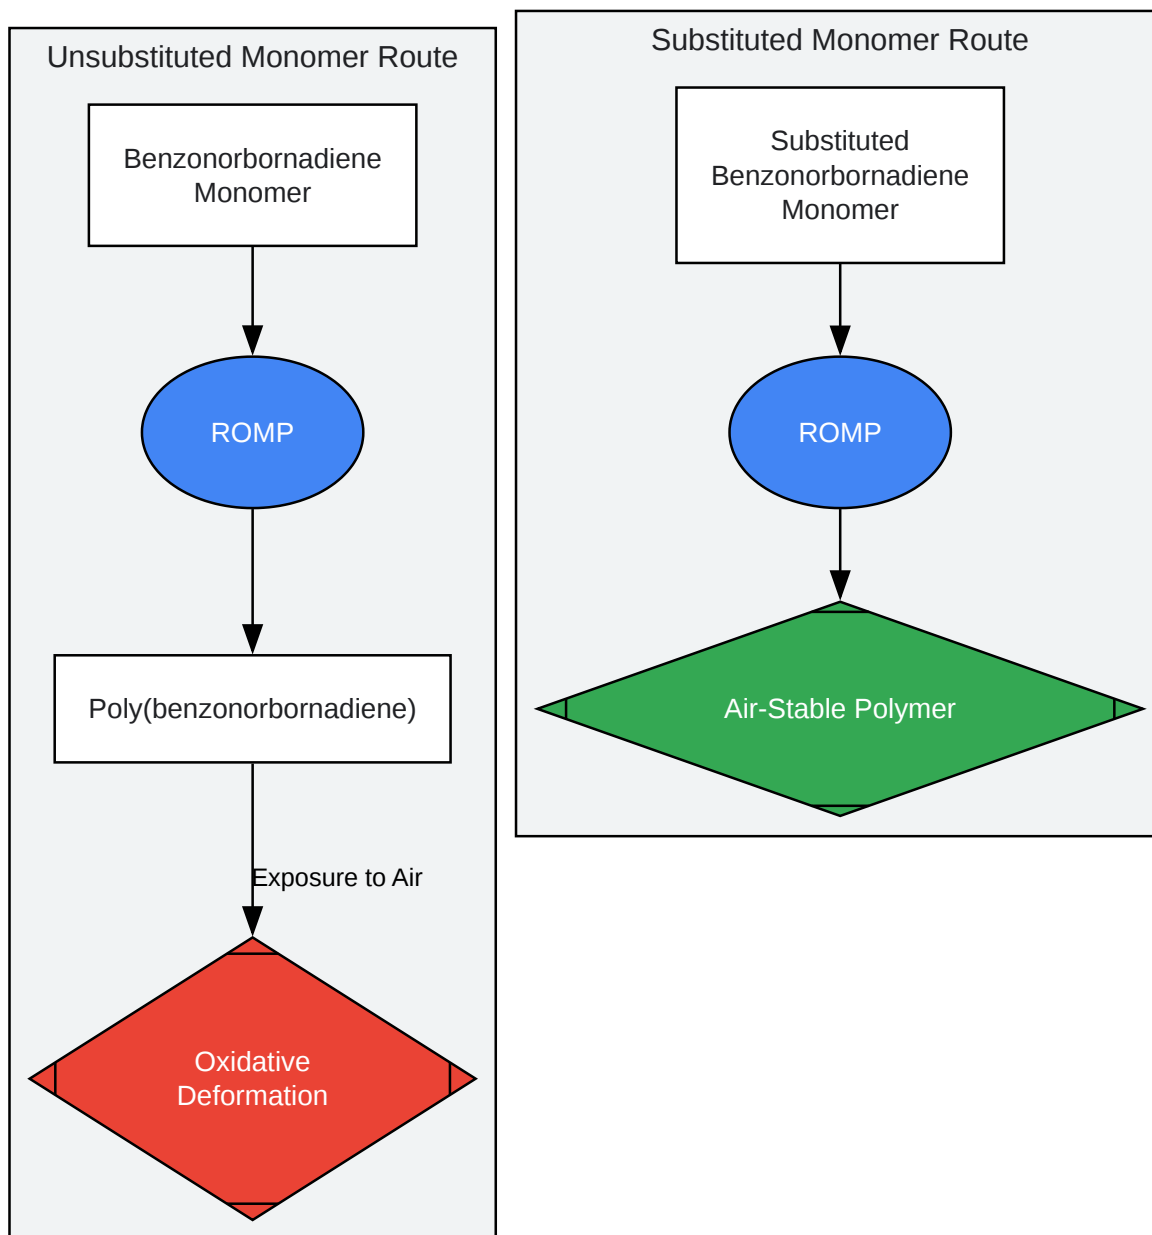 Unsubstituted Monomer Route
Benzonorbornadiene
Monomer
ROMP
Poly(benzonorbornadiene)
Exposure to Air
Oxidative
Deformation
Substituted Monomer Route
Substituted
Benzonorbornadiene
Monomer
ROMP
Air-Stable Polymer